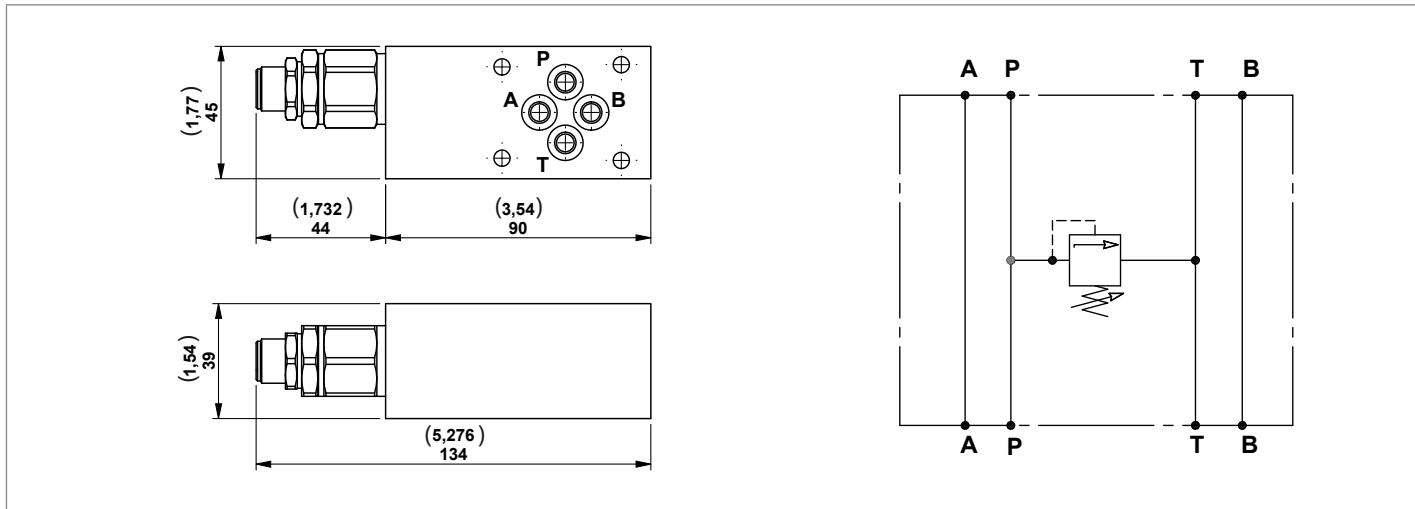 P
A
B
T
(1,77)
45
(1,732)
44
(3,54)
90
(1,54)
39
(5,276)
134
A P T B
A P T B